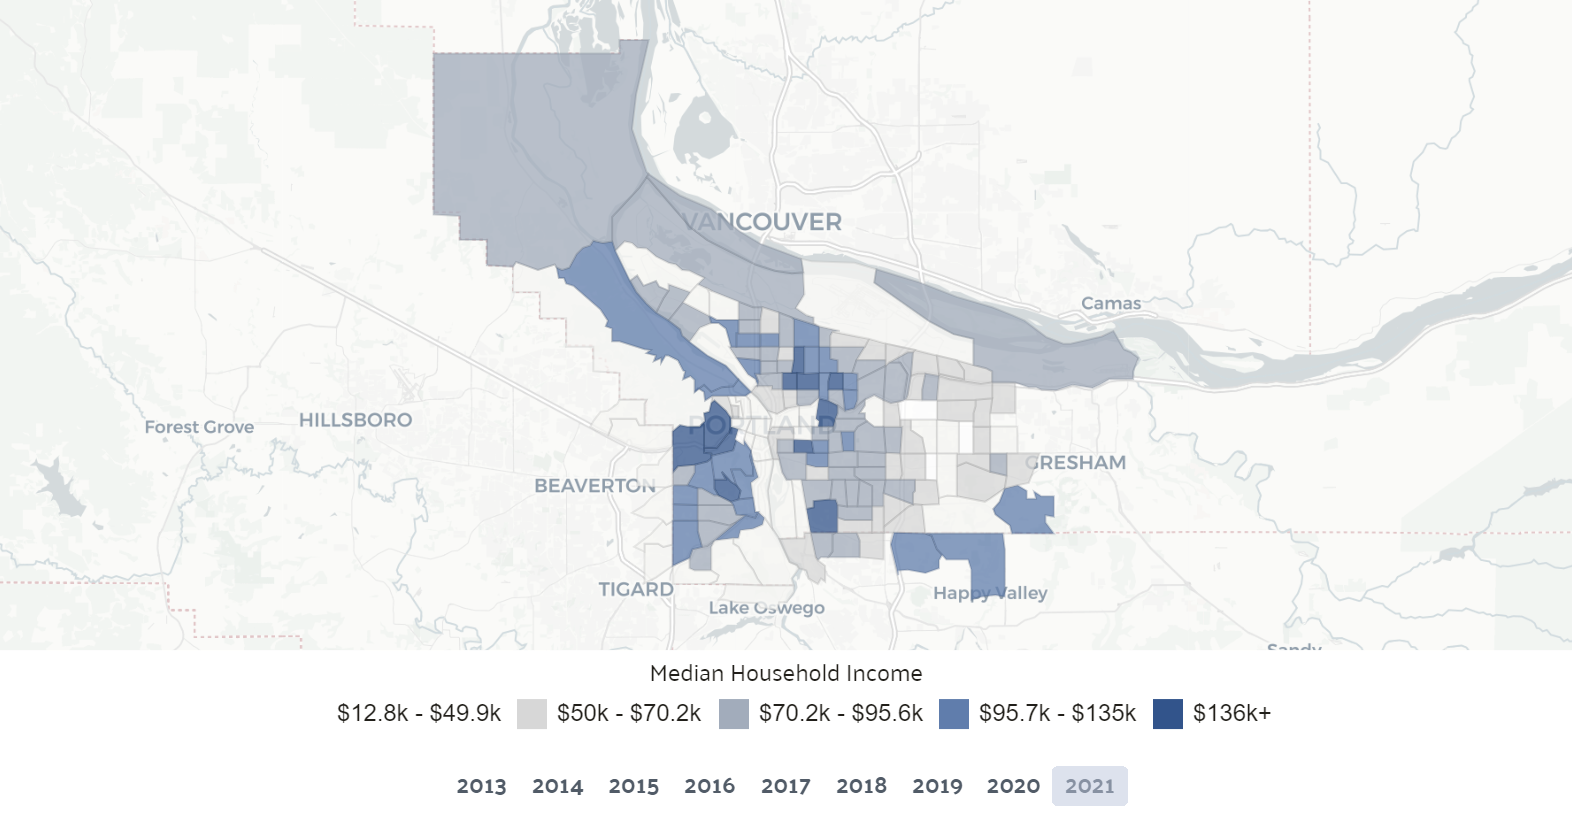 VANCOUVER
Camas
Forest Grove
HILLSBORO
PORTLAND
GRESHAM
BEAVERTON
TIGARD
Lake Oswego
Happy Valley
Sandy
Median Household Income
$12.8k - $49.9k $50k - $70.2k $70.2k - $95.6k $95.7k - $135k $136k+
2013 2014 2015 2016 2017 2018 2019 2020 2021